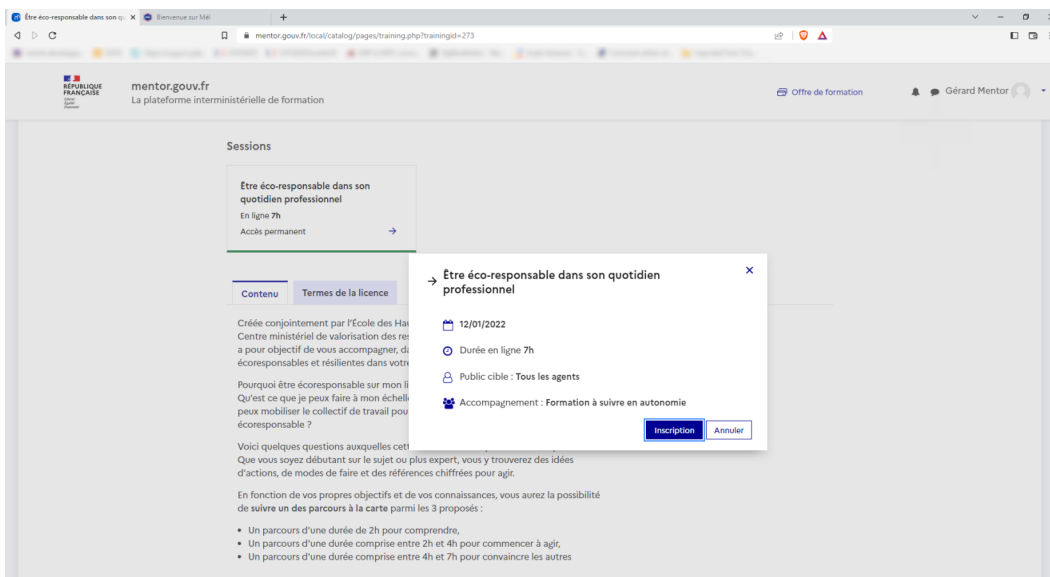 Être éco-responsable dans son qu
Bienvenue sur Mél
mentor.gouv.fr/local/catalog/pages/training.php?trainingid=273
RÉPUBLIQUE
FRANÇAISE
mentor.gouv.fr
La plateforme interministérielle de formation
Offre de formation
Gérard Mentor
Sessions
Être éco-responsable dans son
quotidien professionnel
En ligne 7h
Accès permanent
Contenu
Termes de la licence
Créée conjointement par l'École des Hau
Centre ministériel de valorisation des res
a pour objectif de vous accompagner, da
écoresponsables et résilientes dans votre
Pourquoi être écoresponsable sur mon li
Qu'est ce que je peux faire à mon échell
peux mobiliser le collectif de travail pou
écoresponsable ?
Voici quelques questions auxquelles cett
Que vous soyez débutant sur le sujet ou plus expert, vous y trouverez des idées
d'actions, de modes de faire et des références chiffrées pour agir.
En fonction de vos propres objectifs et de vos connaissances, vous aurez la possibilité
de suivre un des parcours à la carte parmi les 3 proposés :
• Un parcours d'une durée de 2h pour comprendre,
• Un parcours d'une durée comprise entre 2h et 4h pour commencer à agir,
• Un parcours d'une durée comprise entre 4h et 7h pour convaincre les autres
Être éco-responsable dans son quotidien
professionnel
12/01/2022
Durée en ligne 7h
Public cible : Tous les agents
Accompagnement : Formation à suivre en autonomie
Inscription
Annuler